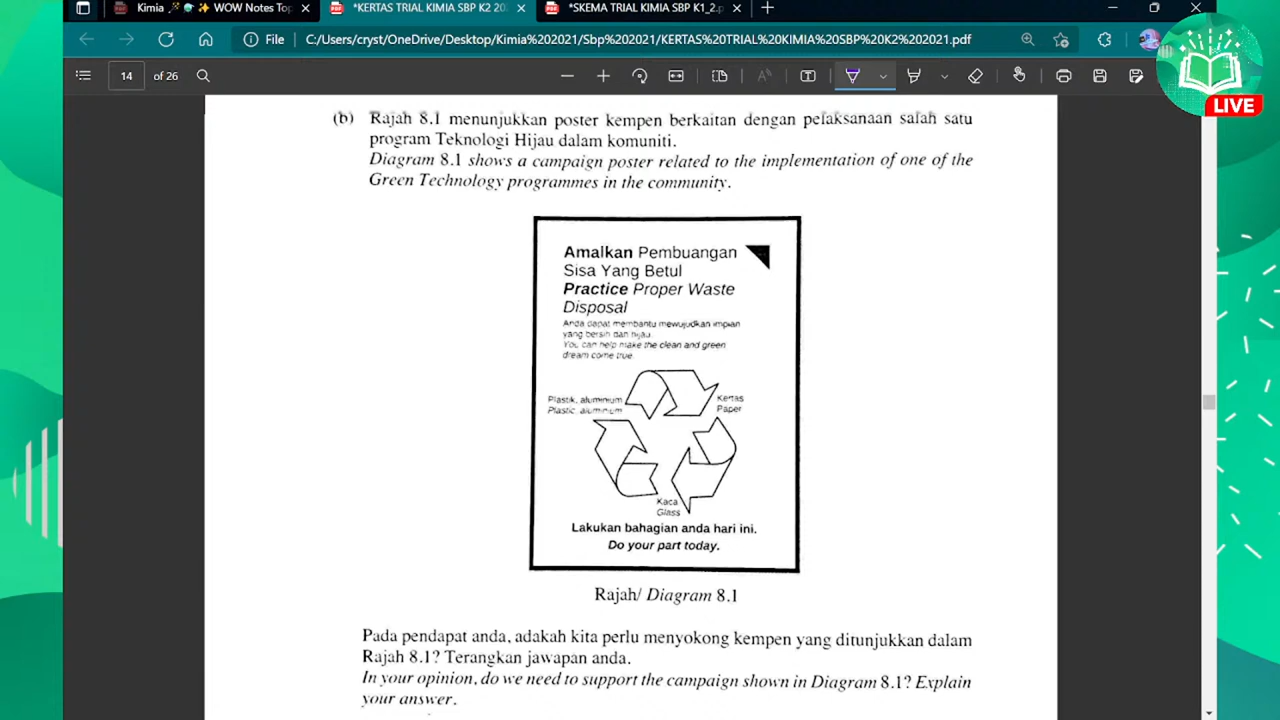 Kimia 🧪 ✨ WOW Notes Top
*KERTAS TRIAL KIMIA SBP K2 202
*SKEMA TRIAL KIMIA SBP K1_2.p
File C:/Users/cryst/OneDrive/Desktop/Kimia%202021/Sbp%202021/KERTAS%20TRIAL%20KIMIA%20SBP%20K2%202021.pdf
LIVE
14 of 26
(b) Rajah 8.1 menunjukkan poster kempen berkaitan dengan pelaksanaan salah satu
program Teknologi Hijau dalam komuniti.
Diagram 8.1 shows a campaign poster related to the implementation of one of the
Green Technology programmes in the community.
Amalkan Pembuangan
Sisa Yang Betul
Practice Proper Waste
Disposal
Anda dapat membantu mewujudkan impian
yang bersih dan hijau.
You can help make the clean and green
dream come true.
Plastik, aluminium
Plastic, aluminium
Kertas
Paper
Kaca
Glass
Lakukan bahagian anda hari ini.
Do your part today.
Rajah/ Diagram 8.1
Pada pendapat anda, adakah kita perlu menyokong kempen yang ditunjukkan dalam
Rajah 8.1? Terangkan jawapan anda.
In your opinion, do we need to support the campaign shown in Diagram 8.1? Explain
your answer.